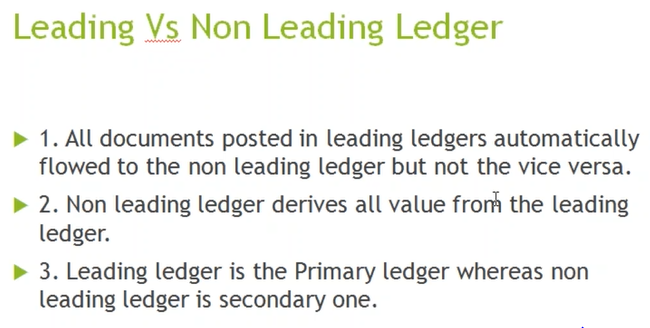 Leading Vs Non Leading Ledger
1. All documents posted in leading ledgers automatically
flowed to the non leading ledger but not the vice versa.
2. Non leading ledger derives all value from the leading
ledger.
3. Leading ledger is the Primary ledger whereas non
leading ledger is secondary one.